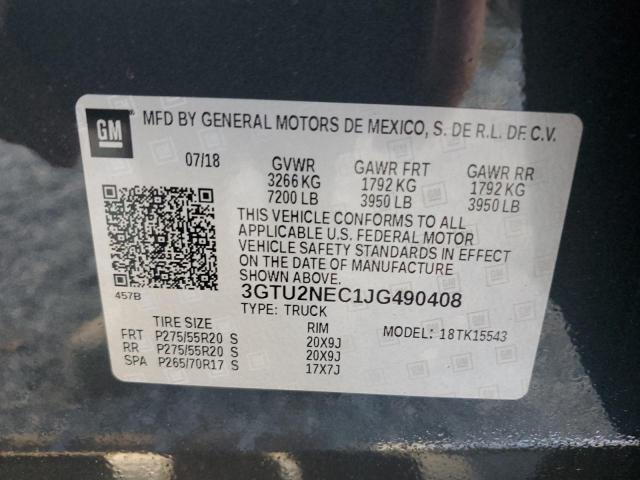 GM MFD BY GENERAL MOTORS DE MEXICO, S. DE R.L. DE C.V.
07/18 GVWR GAWR FRT GAWR RR
3266 KG 1792 KG 1792 KG
7200 LB 3950 LB 3950 LB
THIS VEHICLE CONFORMS TO ALL
APPLICABLE U.S. FEDERAL MOTOR
VEHICLE SAFETY STANDARDS IN EFFECT
ON THE DATE OF MANUFACTURE
SHOWN ABOVE.
457B 3GTU2NEC1JG490408
TYPE: TRUCK
TIRE SIZE RIM MODEL: 18TK15543
FRT P275/55R20 S 20X9J
RR P275/55R20 S 20X9J
SPA P265/70R17 S 17X7J